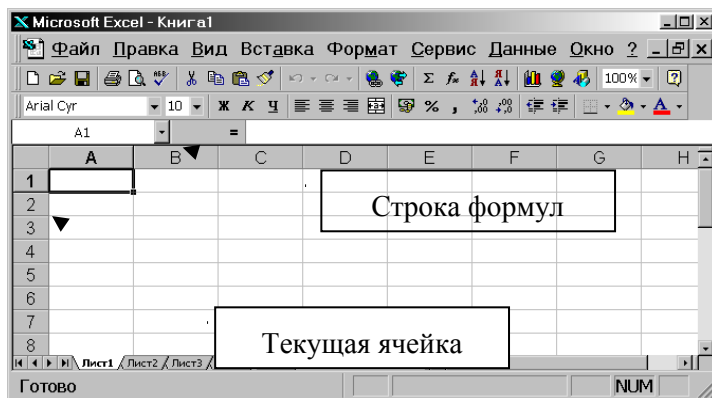 Microsoft Excel - Книга1
Файл Правка Вид Вставка Формат Сервис Данные Окно ?
100%
Arial Cyr 10 Ж К Ч % ,
A1 =
A B C D E F G H
1
2
Строка формул
3
4
5
6
7
Текущая ячейка
8
Лист1 Лист2 Лист3
Готово NUM